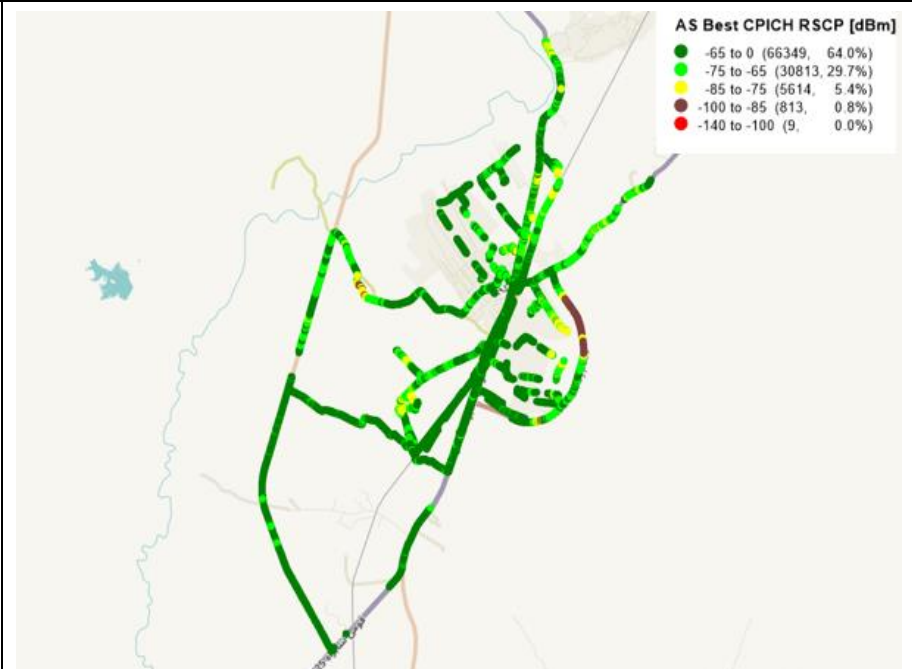 AS Best CPICH RSCP [dBm]
-65 to 0 (66349, 64.0%)
-75 to -65 (30813, 29.7%)
-85 to -75 (5614, 5.4%)
-100 to -85 (813, 0.8%)
-140 to -100 (9, 0.0%)